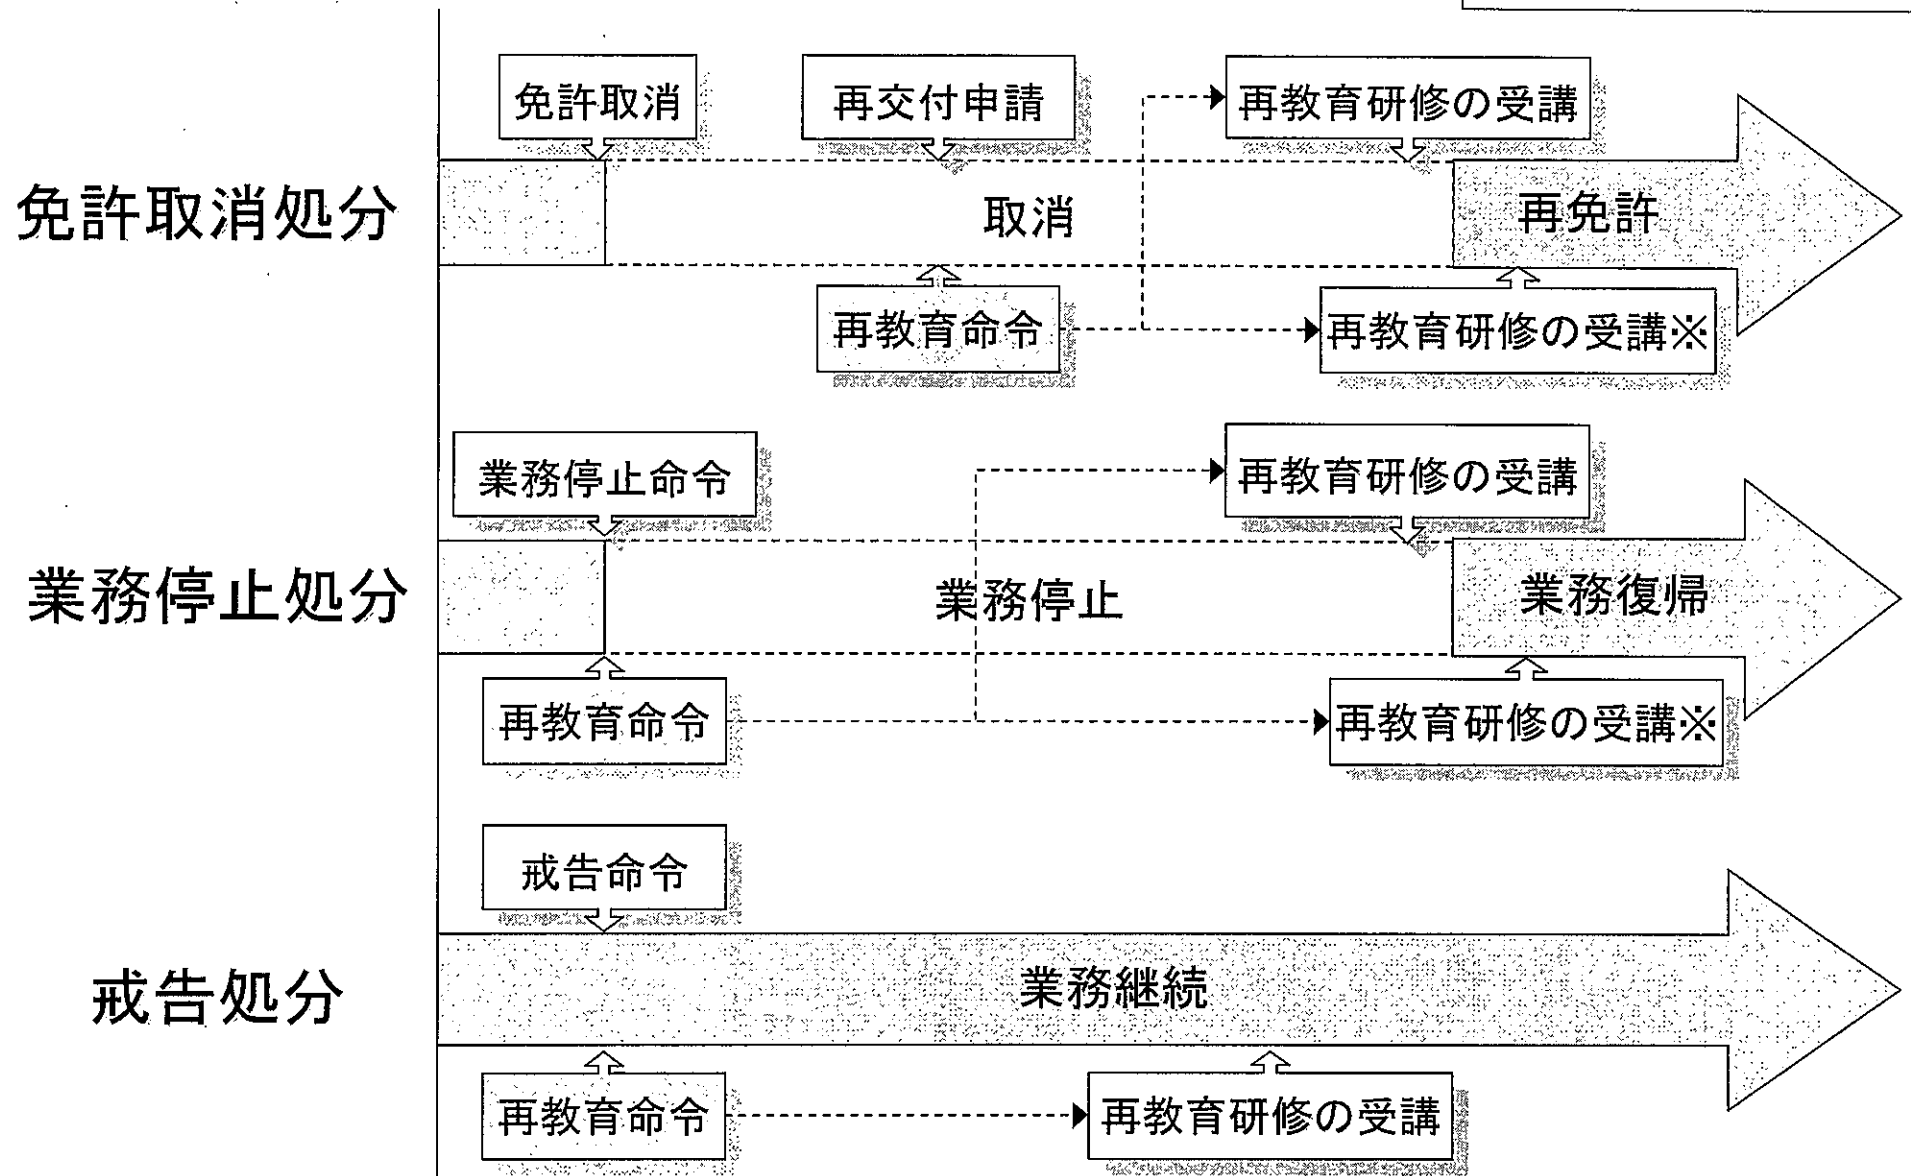 免許取消
再交付申請
再教育研修の受講
免許取消処分
取消
再免許
再教育命令
再教育研修の受講※
業務停止命令
再教育研修の受講
業務停止処分
業務停止
業務復帰
再教育命令
再教育研修の受講※
戒告命令
戒告処分
業務継続
再教育命令
再教育研修の受講